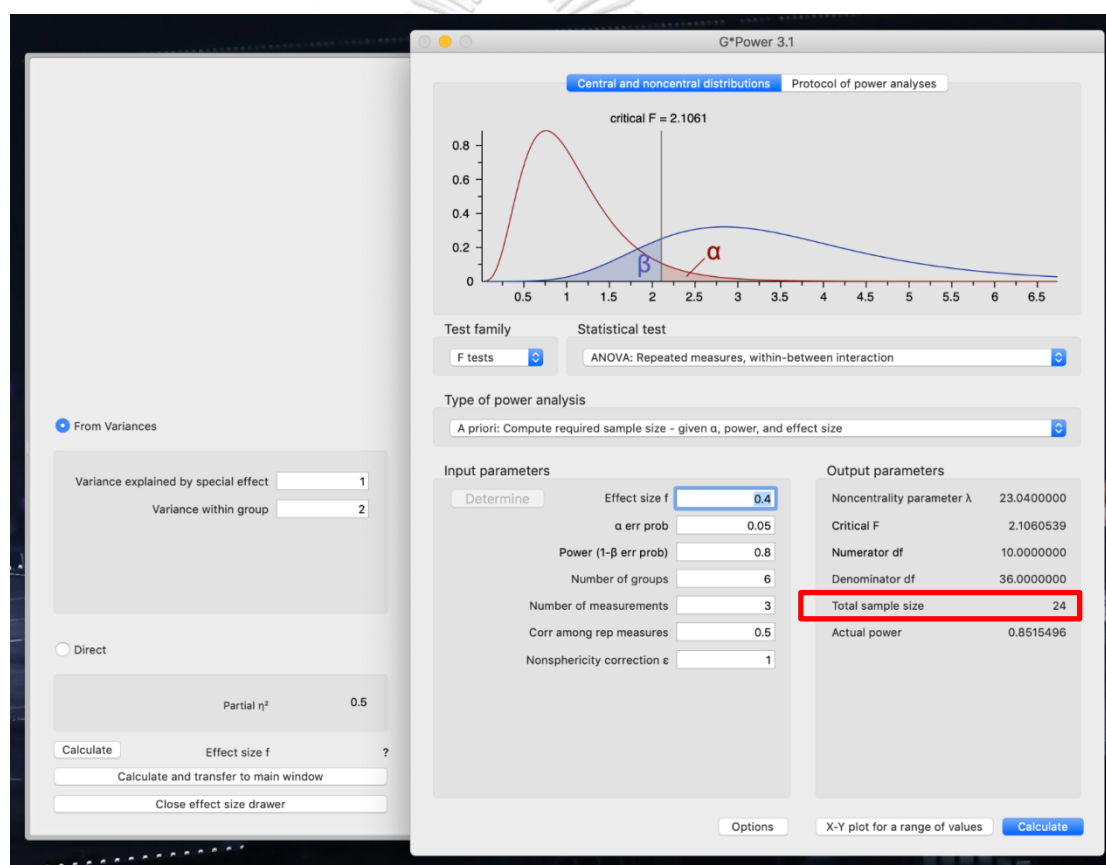 G*Power 3.1
Central and noncentral distributions Protocol of power analyses
critical F = 2.1061
0.8
0.6
0.4
0.2
0
β
α
0.5 1 1.5 2 2.5 3 3.5 4 4.5 5 5.5 6 6.5
Test family Statistical test
F tests ANOVA: Repeated measures, within-between interaction
Type of power analysis
A priori: Compute required sample size - given α, power, and effect size
Input parameters Output parameters
Determine Effect size f 0.4 Noncentrality parameter λ 23.0400000
α err prob 0.05 Critical F 2.1060539
Power (1-β err prob) 0.8 Numerator df 10.0000000
Number of groups 6 Denominator df 36.0000000
Number of measurements 3 Total sample size 24
Corr among rep measures 0.5 Actual power 0.8515496
Nonsphericity correction ε 1
Options X-Y plot for a range of values Calculate
From Variances
Variance explained by special effect 1
Variance within group 2
Direct
Partial η² 0.5
Calculate Effect size f ?
Calculate and transfer to main window
Close effect size drawer